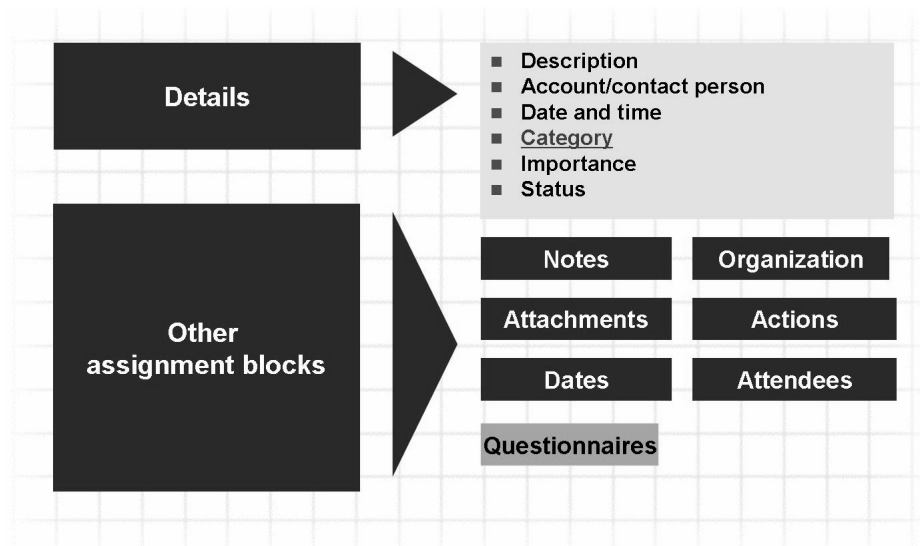 Details
Description
Account/contact person
Date and time
Category
Importance
Status
Other
assignment blocks
Notes
Organization
Attachments
Actions
Dates
Attendees
Questionnaires